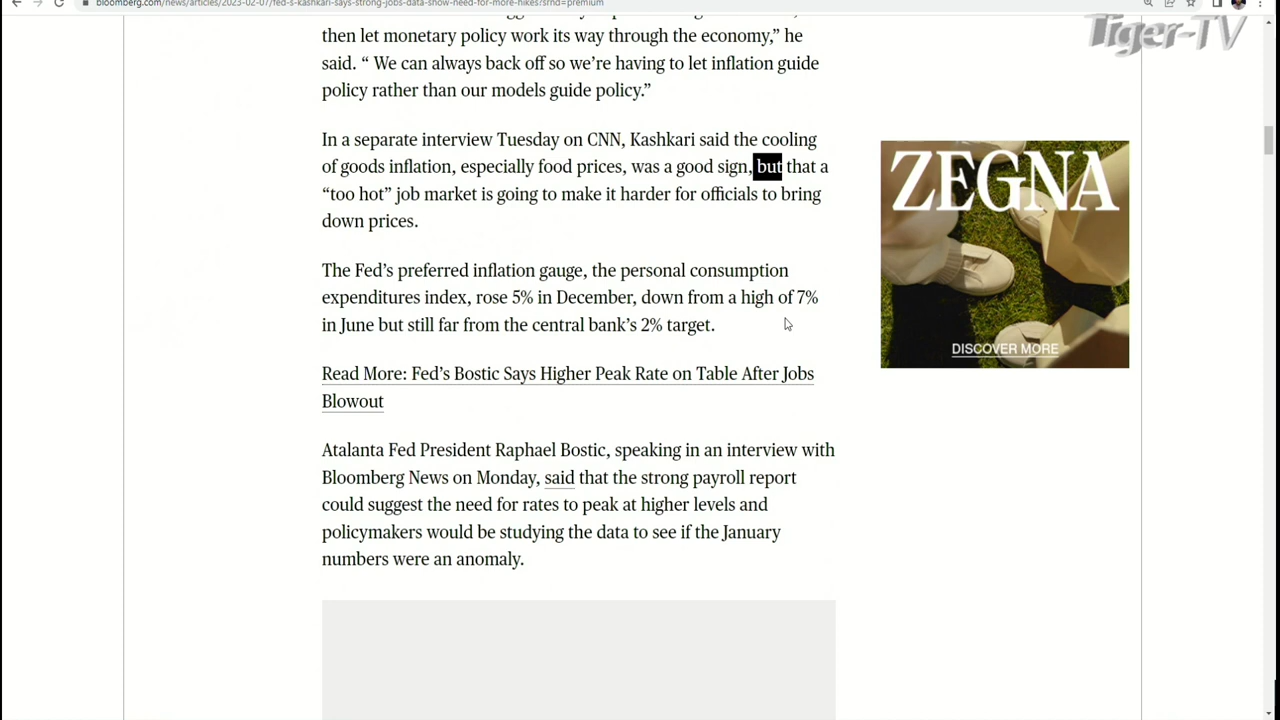 bloomberg.com/news/articles/2023-02-07/fed-s-kashkari-says-strong-jobs-data-show-need-for-more-hikes?srnd=premium
Tiger-TV
then let monetary policy work its way through the economy,” he
said. “ We can always back off so we’re having to let inflation guide
policy rather than our models guide policy.”
In a separate interview Tuesday on CNN, Kashkari said the cooling
of goods inflation, especially food prices, was a good sign, but that a
“too hot” job market is going to make it harder for officials to bring
down prices.
The Fed’s preferred inflation gauge, the personal consumption
expenditures index, rose 5% in December, down from a high of 7%
in June but still far from the central bank’s 2% target.
Read More: Fed’s Bostic Says Higher Peak Rate on Table After Jobs
Blowout
Atalanta Fed President Raphael Bostic, speaking in an interview with
Bloomberg News on Monday, said that the strong payroll report
could suggest the need for rates to peak at higher levels and
policymakers would be studying the data to see if the January
numbers were an anomaly.
ZEGNA
DISCOVER MORE